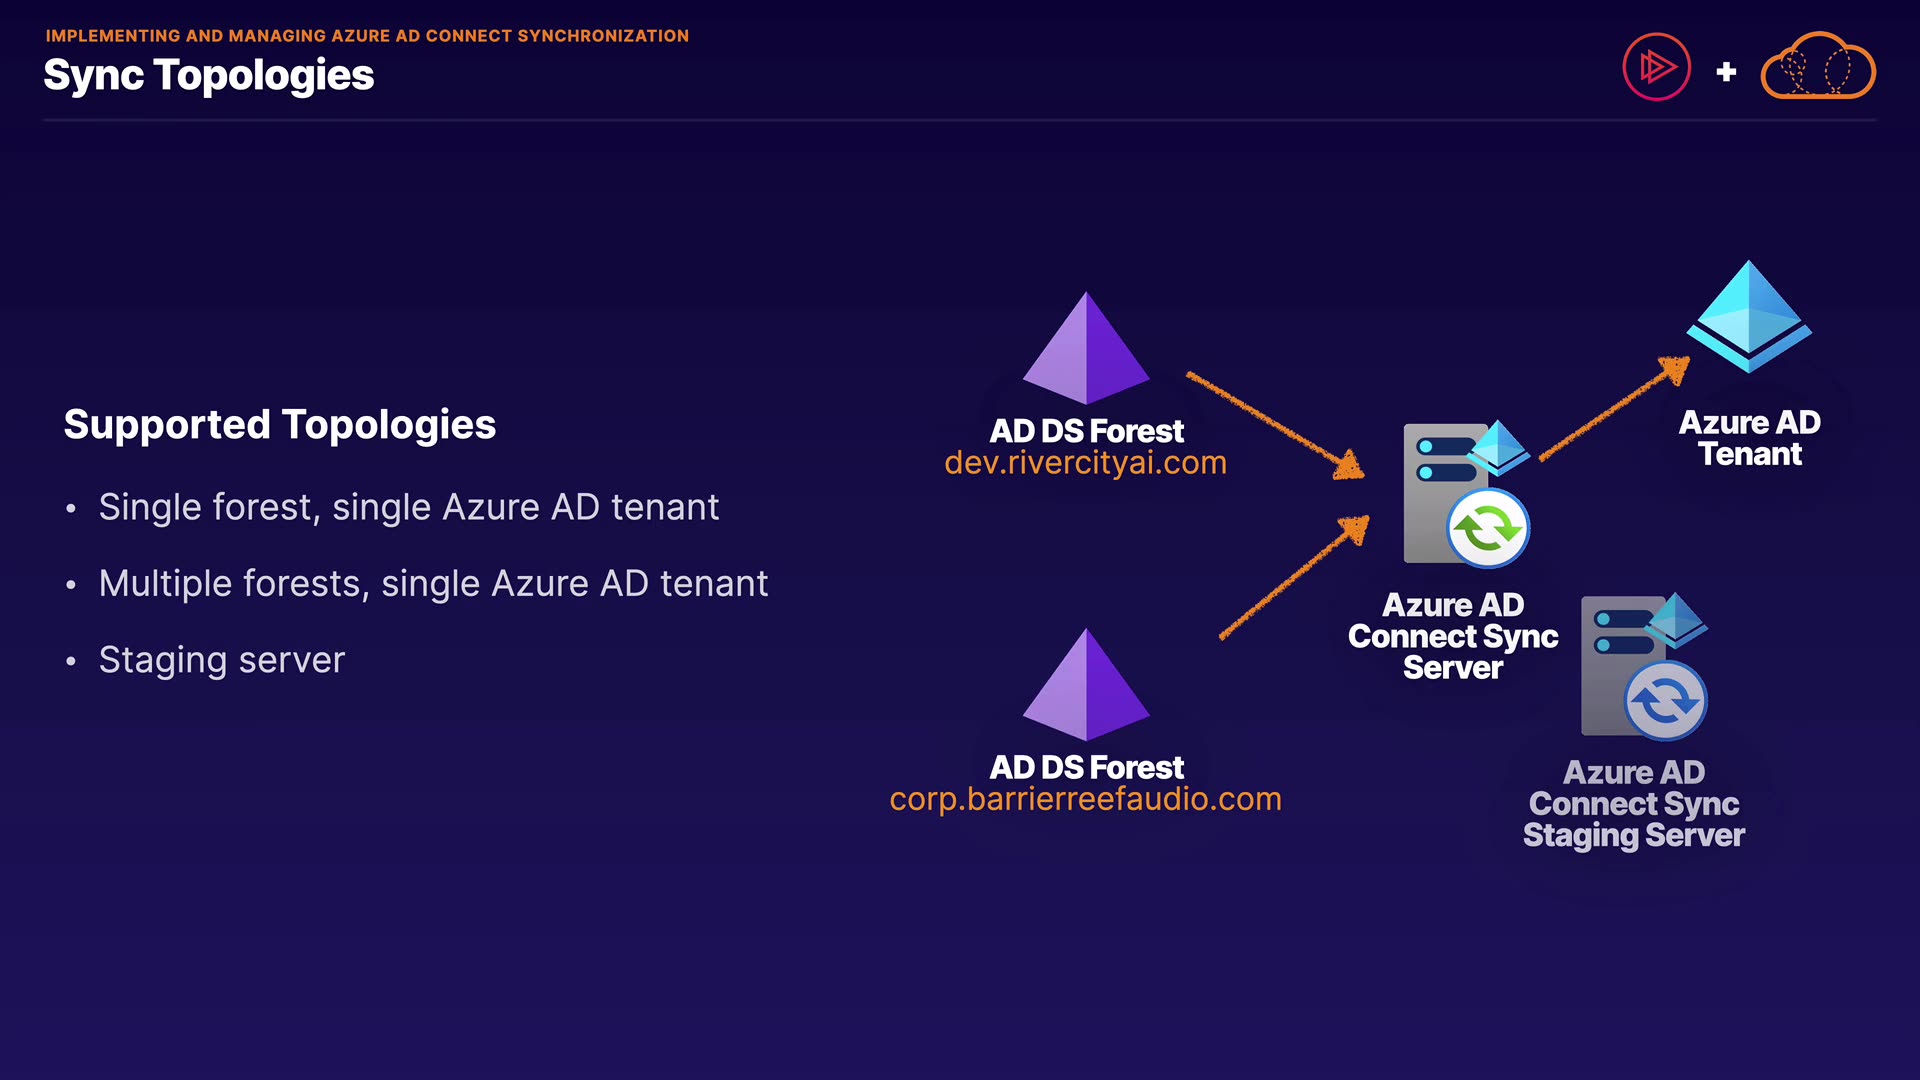 IMPLEMENTING AND MANAGING AZURE AD CONNECT SYNCHRONIZATION
Sync Topologies
+
Supported Topologies
• Single forest, single Azure AD tenant
• Multiple forests, single Azure AD tenant
• Staging server
AD DS Forest
dev.rivercityai.com
AD DS Forest
corp.barrierreefaudio.com
Azure AD
Connect Sync
Server
Azure AD
Tenant
Azure AD
Connect Sync
Staging Server